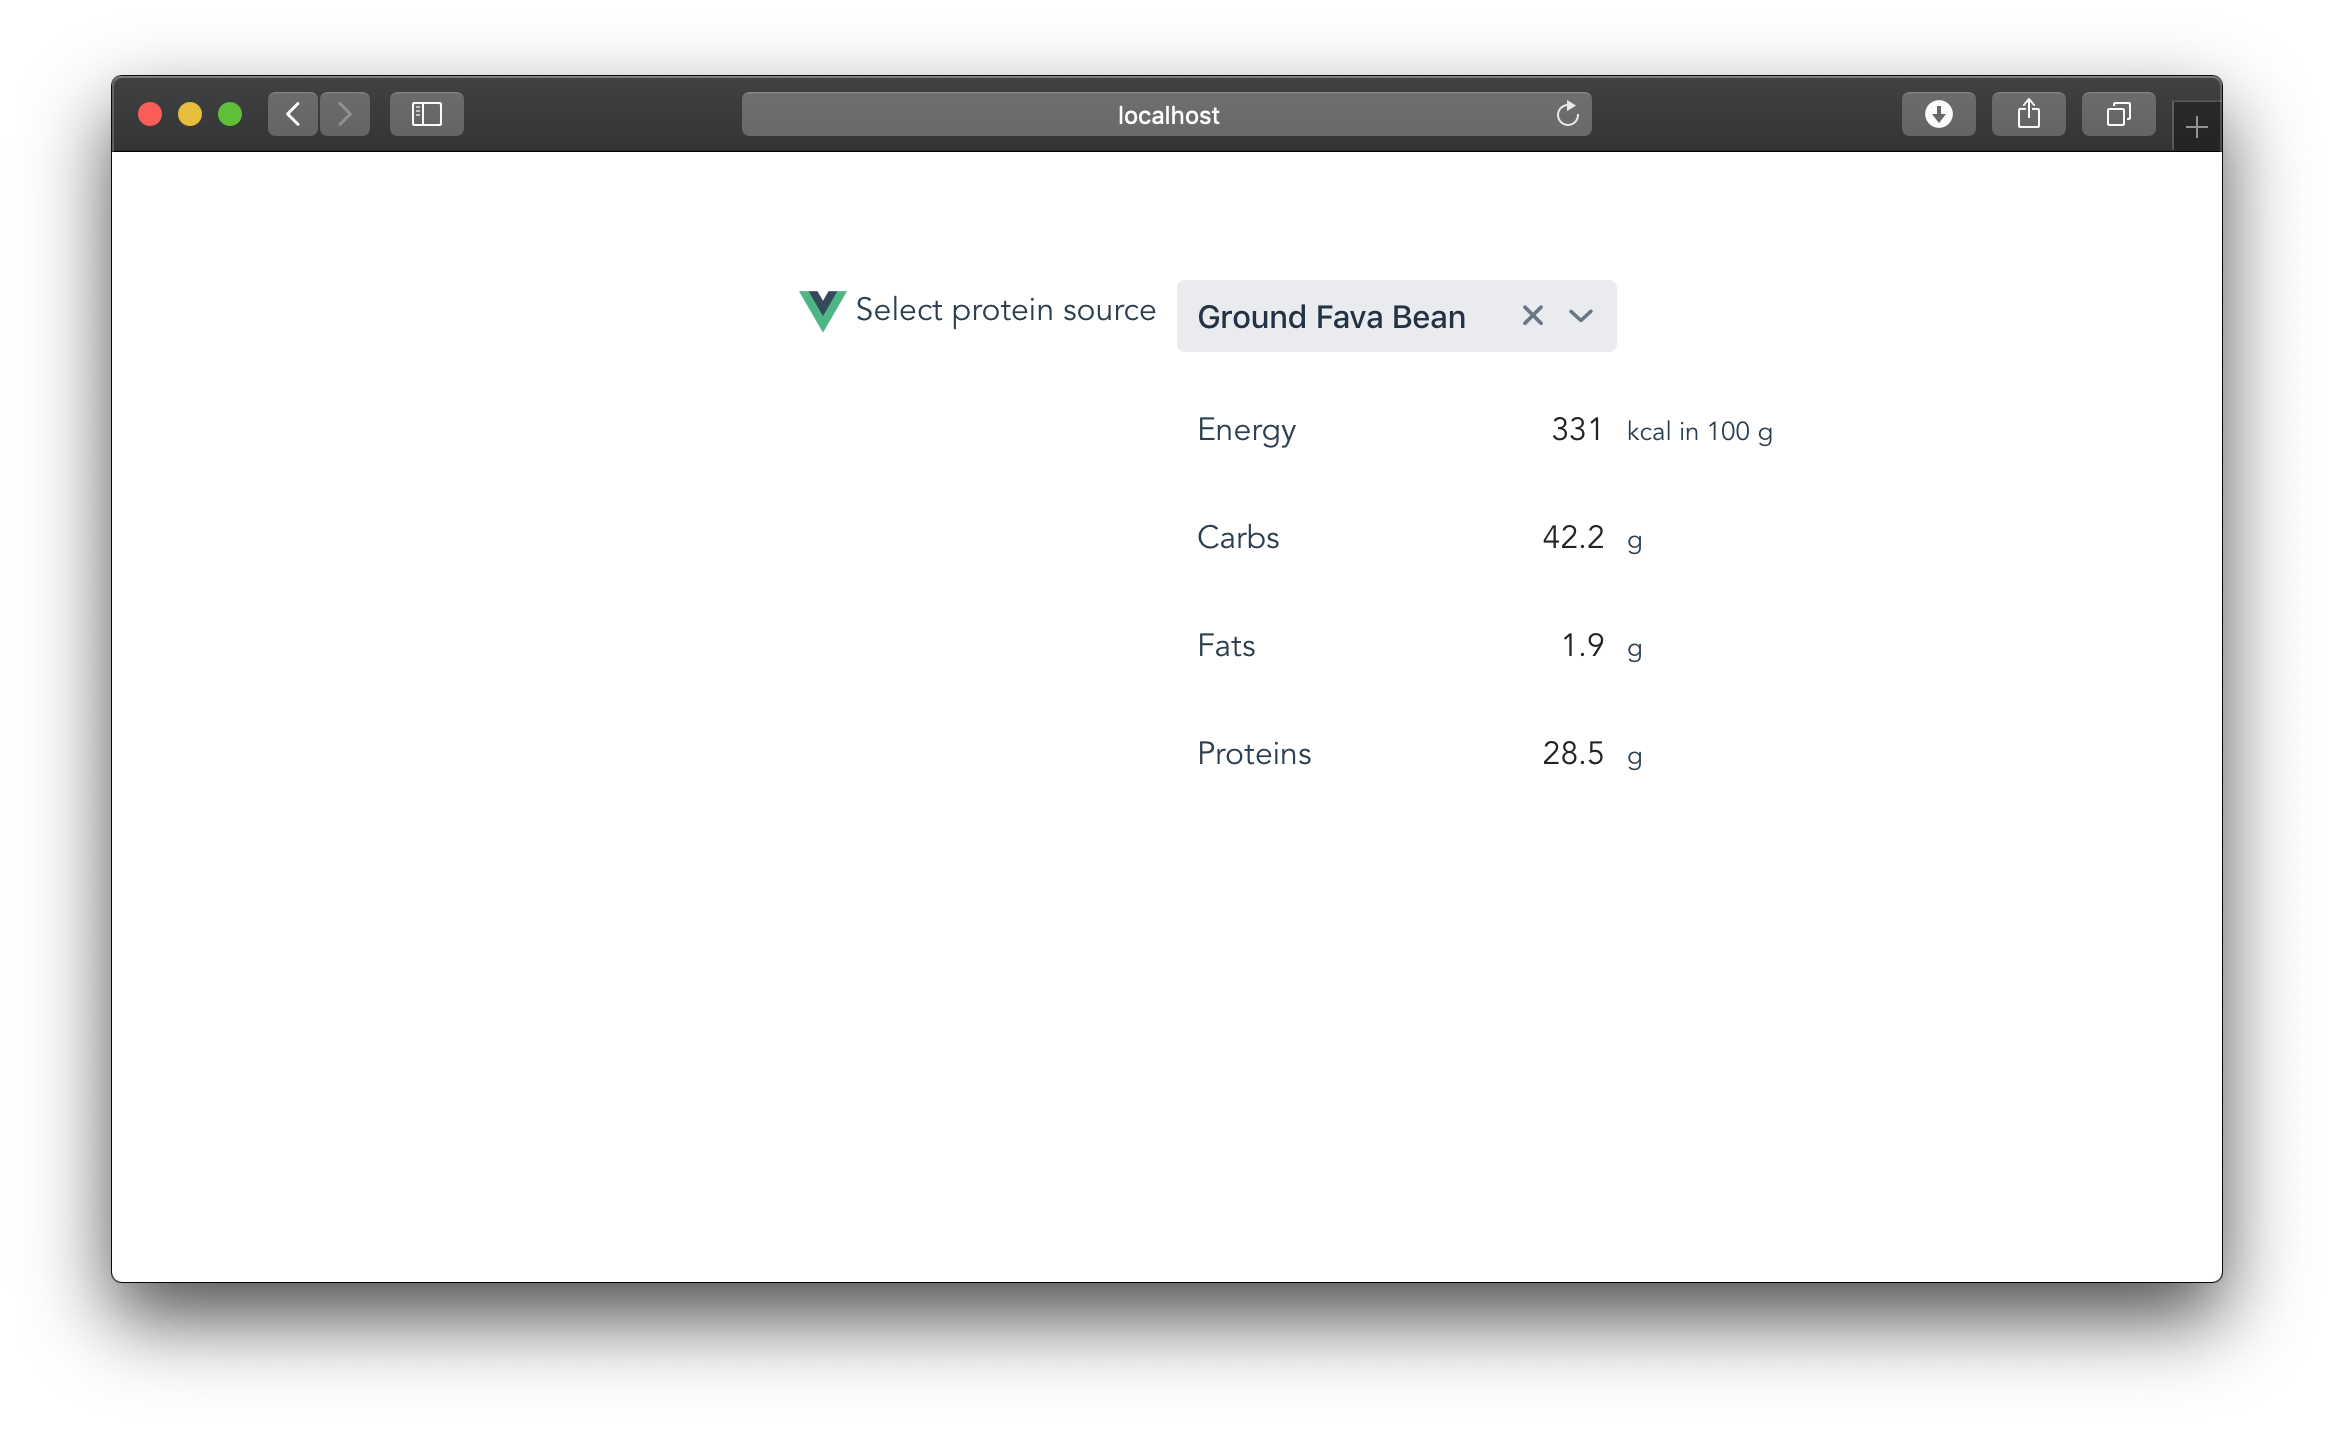 localhost
Select protein source Ground Fava Bean
Energy 331 kcal in 100 g
Carbs 42.2 g
Fats 1.9 g
Proteins 28.5 g